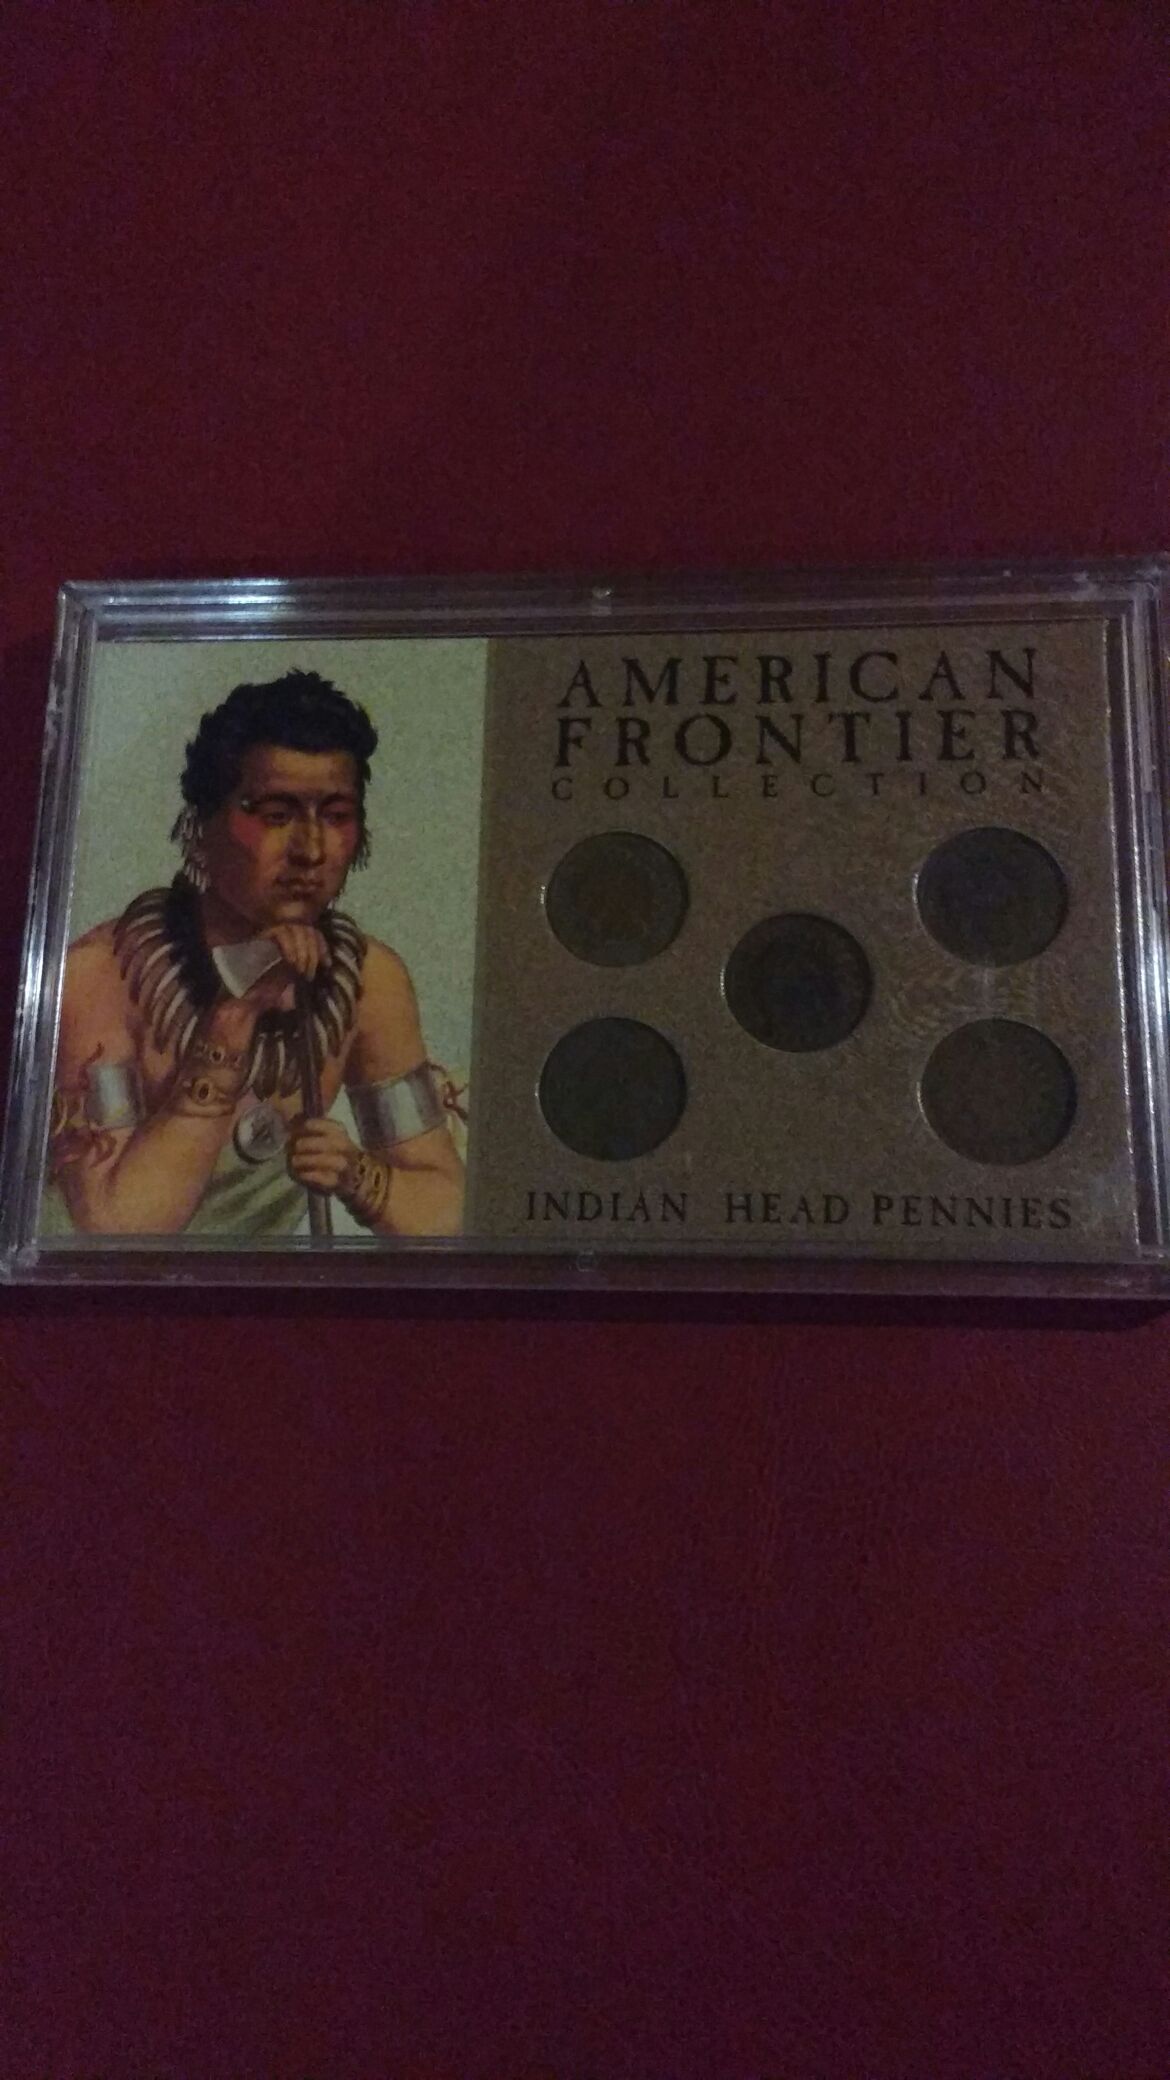 AMERICAN
FRONTIER
COLLECTION
INDIAN HEAD PENNIES